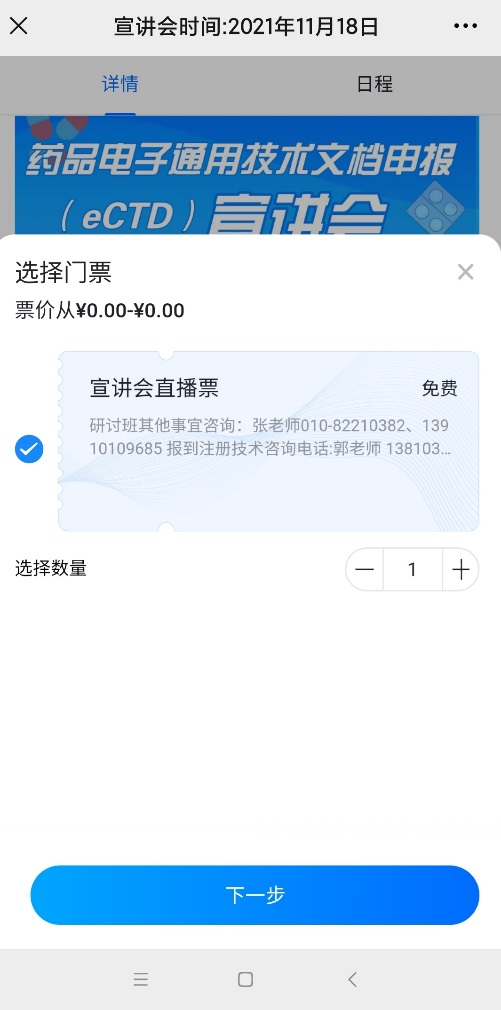 宣讲会时间:2021年11月18日
详情
日程
药品电子通用技术文档申报
（eCTD）宣讲会
选择门票
票价从¥0.00-¥0.00
宣讲会直播票
免费
研讨班其他事宜咨询：张老师010-82210382、139
10109685 报到注册技术咨询电话:郭老师 138103...
选择数量
1
下一步